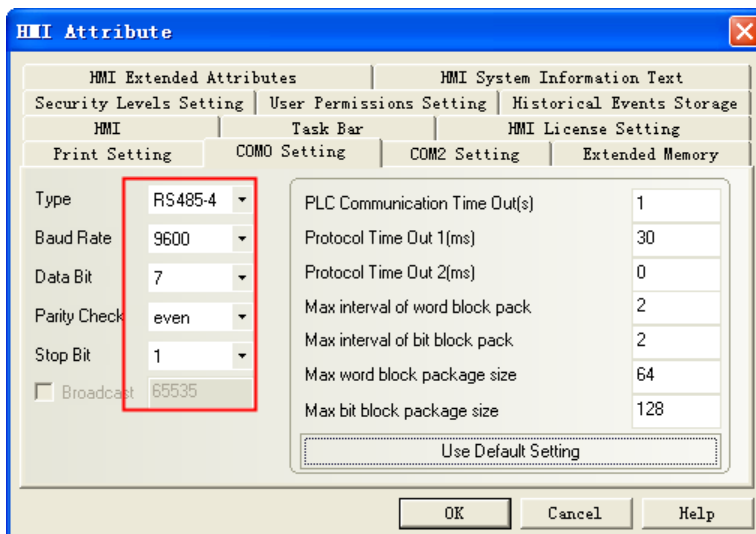 HMI Attribute
HMI Extended Attributes HMI System Information Text
Security Levels Setting User Permissions Setting Historical Events Storage
HMI Task Bar HMI License Setting
Print Setting COM0 Setting COM2 Setting Extended Memory
Type RS485-4
Baud Rate 9600
Data Bit 7
Parity Check even
Stop Bit 1
Broadcast 65535
PLC Communication Time Out(s) 1
Protocol Time Out 1(ms) 30
Protocol Time Out 2(ms) 0
Max interval of word block pack 2
Max interval of bit block pack 2
Max word block package size 64
Max bit block package size 128
Use Default Setting
OK Cancel Help